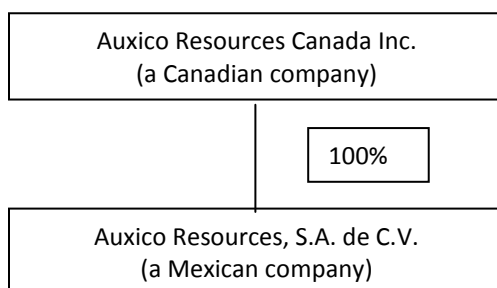 Auxico Resources Canada Inc.
(a Canadian company)
100%
Auxico Resources, S.A. de C.V.
(a Mexican company)